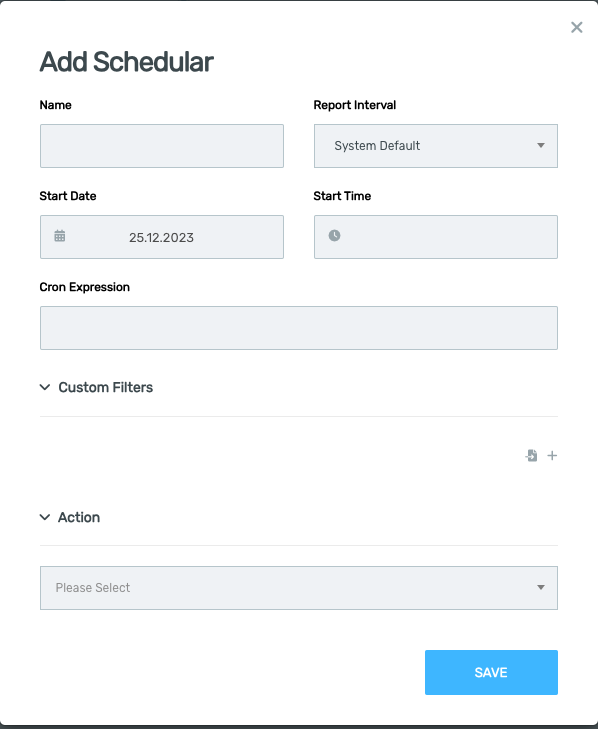 Add Schedular
Name
Report Interval
System Default
Start Date
Start Time
25.12.2023
Cron Expression
Custom Filters
Action
Please Select
SAVE